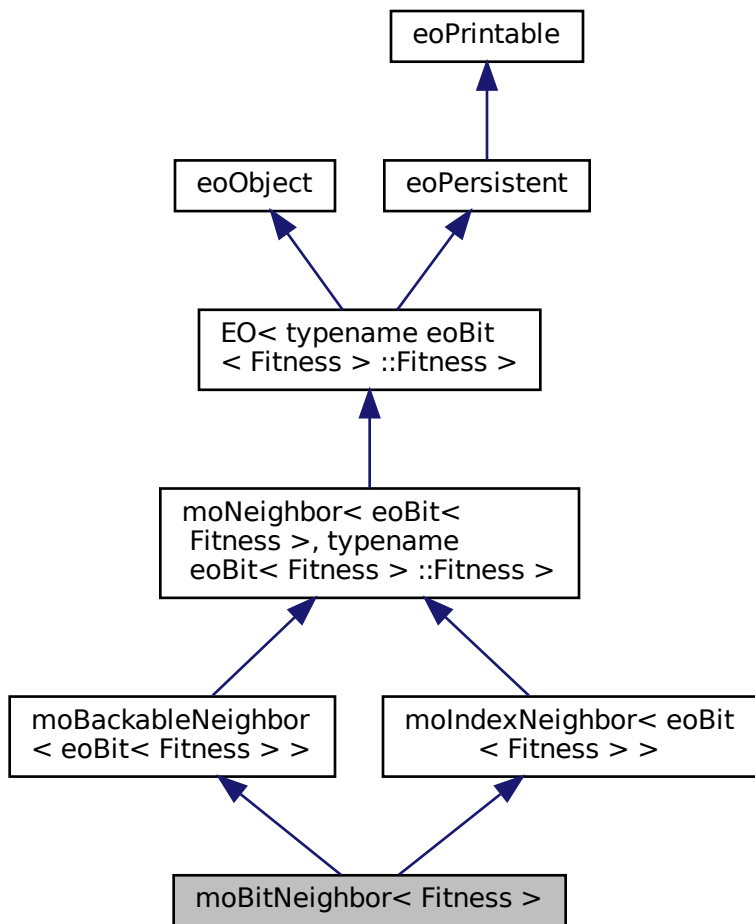 eoPrintable
eoObject
eoPersistent
EO< typename eoBit
< Fitness > ::Fitness >
moNeighbor< eoBit<
Fitness >, typename
eoBit< Fitness > ::Fitness >
moBackableNeighbor
< eoBit< Fitness > >
moIndexNeighbor< eoBit
< Fitness > >
moBitNeighbor< Fitness >